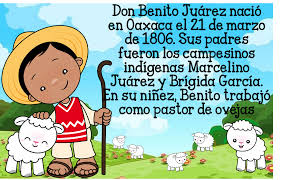 Don Benito Juárez nació
en Oaxaca el 21 de marzo
de 1806. Sus padres
fueron los campesinos
indígenas Marcelino
Juárez y Brígida García.
En su niñez, Benito trabajó
como pastor de ovejas